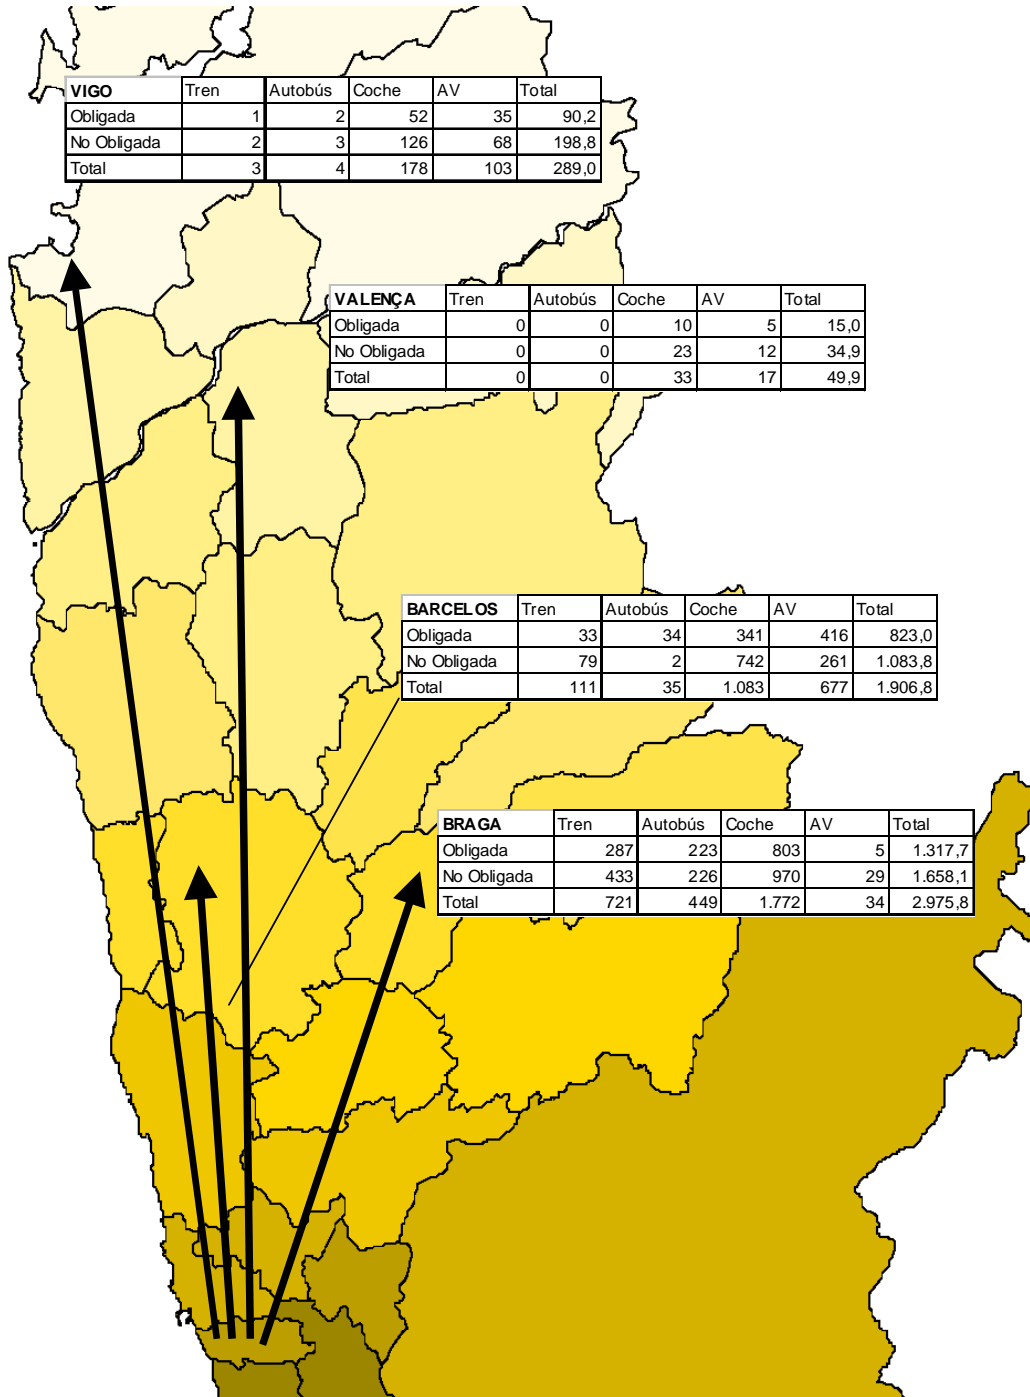 VIGO Tren Autobús Coche AV Total
Obligada 1 2 52 35 90,2
No Obligada 2 3 126 68 198,8
Total 3 4 178 103 289,0
VALENÇA Tren Autobús Coche AV Total
Obligada 0 0 10 5 15,0
No Obligada 0 0 23 12 34,9
Total 0 0 33 17 49,9
BARCELOS Tren Autobús Coche AV Total
Obligada 33 34 341 416 823,0
No Obligada 79 2 742 261 1.083,8
Total 111 35 1.083 677 1.906,8
BRAGA Tren Autobús Coche AV Total
Obligada 287 223 803 5 1.317,7
No Obligada 433 226 970 29 1.658,1
Total 721 449 1.772 34 2.975,8